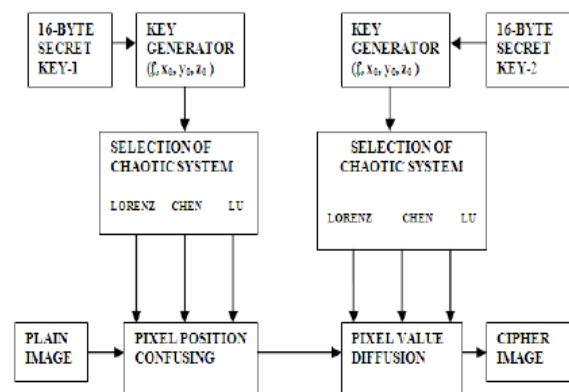 16-BYTE
SECRET
KEY-1
KEY
GENERATOR
(f, x₀, y₀, z₀ )
KEY
GENERATOR
(f, x₀, y₀, z₀ )
16-BYTE
SECRET
KEY-2
SELECTION OF
CHAOTIC SYSTEM
LORENZ CHEN LU
SELECTION OF
CHAOTIC SYSTEM
LORENZ CHEN LU
PLAIN
IMAGE
PIXEL POSITION
CONFUSING
PIXEL VALUE
DIFFUSION
CIPHER
IMAGE